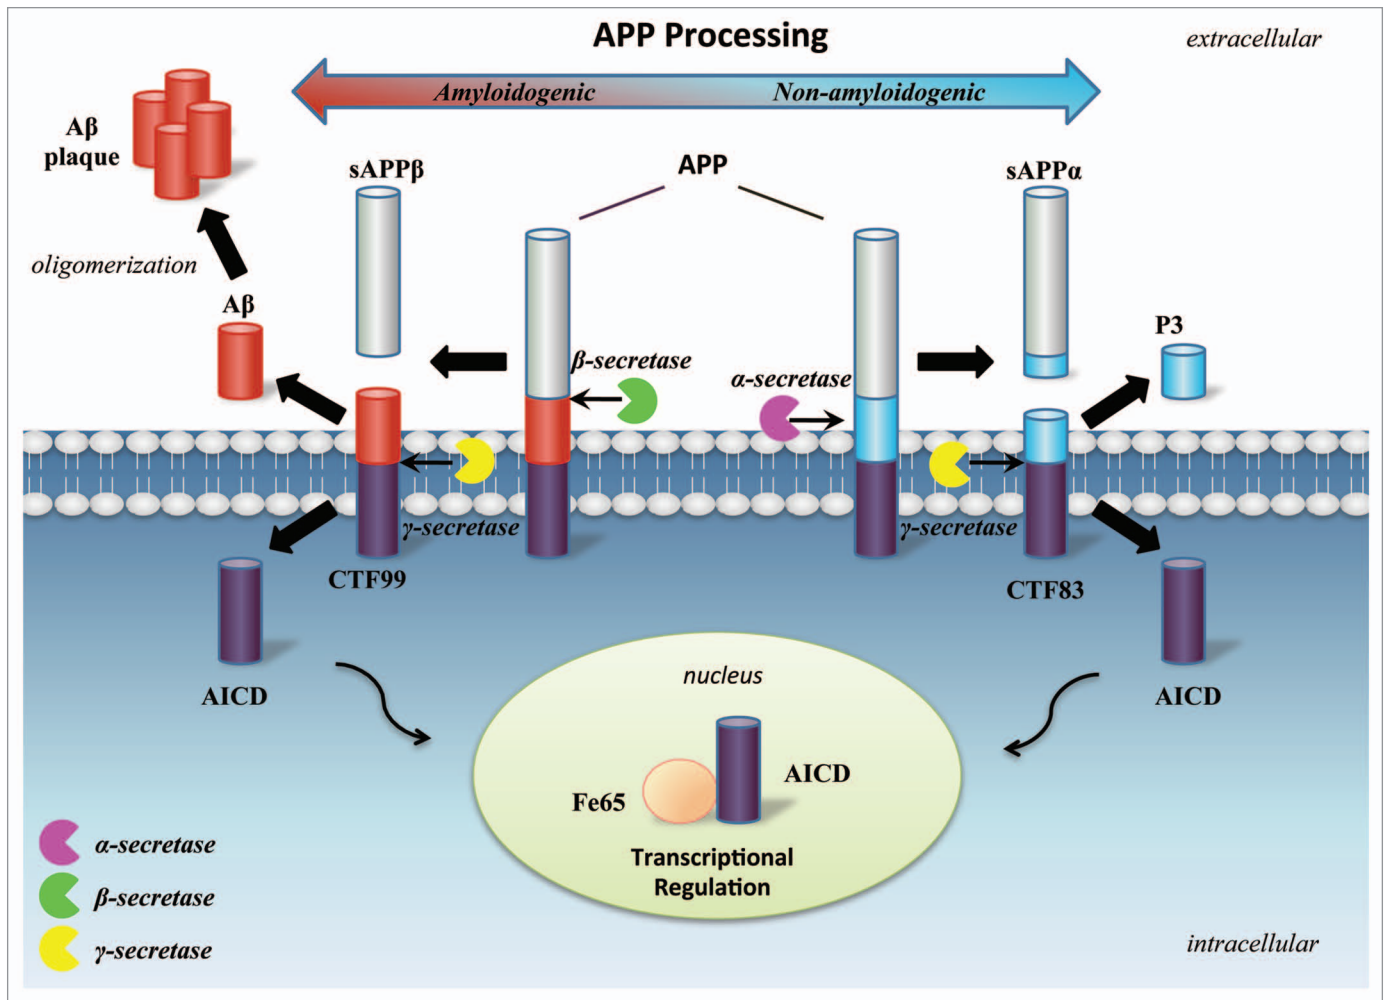 APP Processing
extracellular
Amyloidogenic
Non-amyloidogenic
Aβ
plaque
sAPPβ
APP
sAPPα
oligomerization
Aβ
P3
β-secretase
α-secretase
γ-secretase
γ-secretase
CTF99
CTF83
AICD
AICD
nucleus
AICD
Fe65
Transcriptional
Regulation
α-secretase
β-secretase
γ-secretase
intracellular